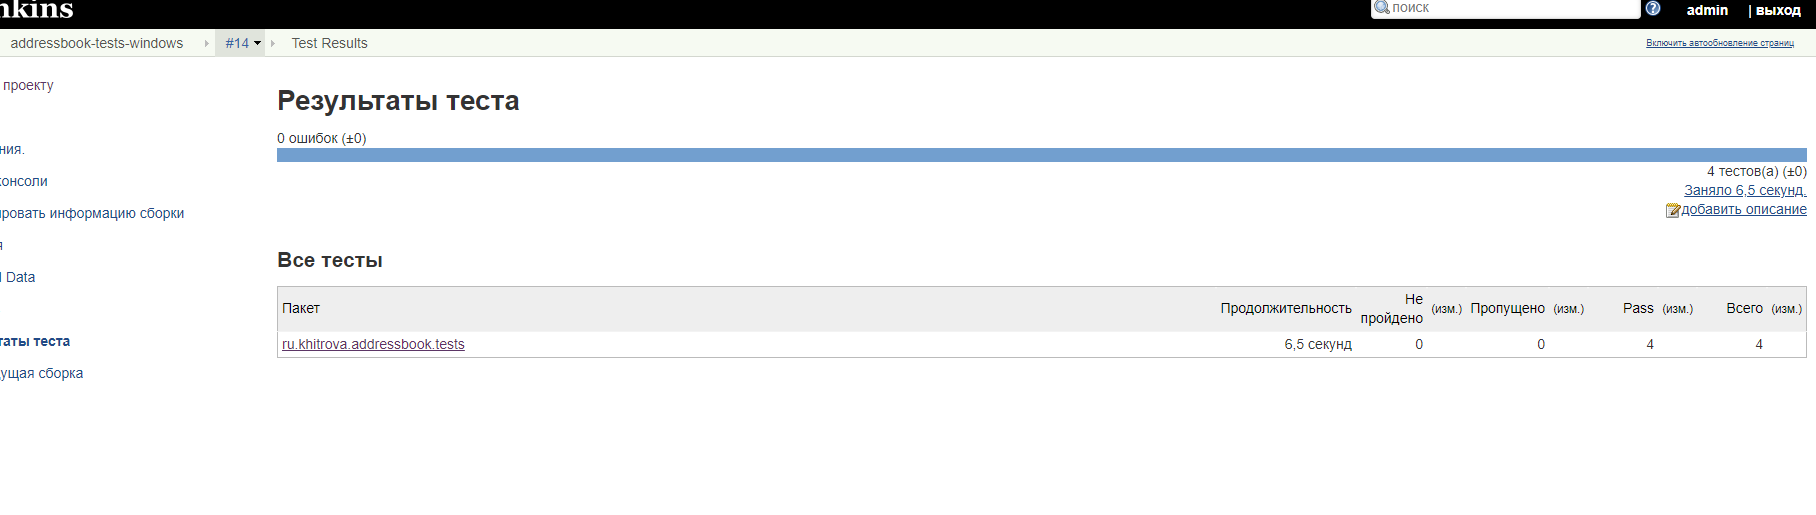 nkins
поиск
admin | выход
addressbook-tests-windows #14 Test Results
Включить автообновление страниц
проекту
ния.
консоли
ировать информацию сборки
я
l Data
таты теста
дущая сборка
Результаты теста
0 ошибок (±0)
4 тестов(а) (±0)
Заняло 6,5 секунд.
добавить описание
Все тесты
Пакет Продолжительность Не пройдено (изм.) Пропущено (изм.) Pass (изм.) Всего (изм.)
ru.khitrova.addressbook.tests 6,5 секунд 0 0 4 4